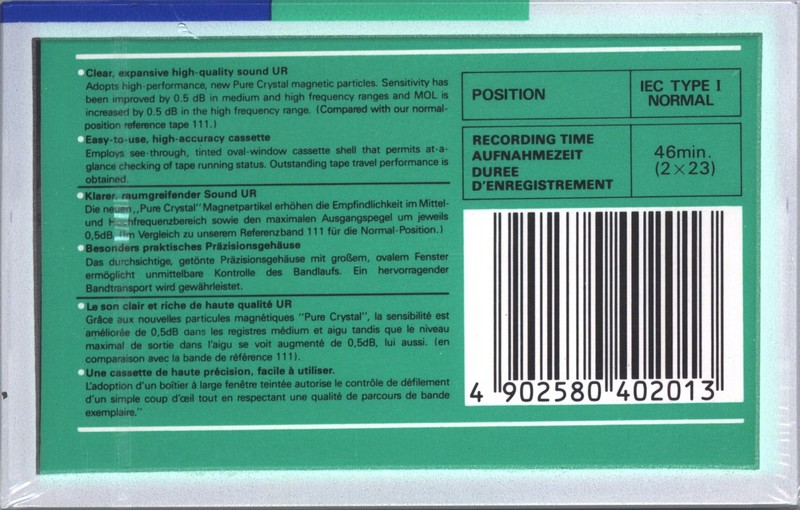 Clear, expansive high-quality sound UR
Adopts high-performance, new Pure Crystal magnetic particles. Sensitivity has
been improved by 0.5 dB in medium and high frequency ranges and MOL is
increased by 0.5 dB in the high frequency range. (Compared with our normal-
position reference tape 111.)
Easy-to-use, high-accuracy cassette
Employs see-through, tinted oval-window cassette shell that permits at-a-
glance checking of tape running status. Outstanding tape travel performance is
obtained.
Klarer, raumgreifender Sound UR
Die neuen „Pure Crystal" Magnetpartikel erhöhen die Empfindlichkeit im Mittel-
und Hochfrequenzbereich sowie den maximalen Ausgangspegel um jeweils
0,5dB. (Im Vergleich zu unserem Referenzband 111 für die Normal-Position.)
Besonders praktisches Präzisionsgehäuse
Das durchsichtige, getönte Präzisionsgehäuse mit großem, ovalem Fenster
ermöglicht unmittelbare Kontrolle des Bandlaufs. Ein hervorragender
Bandtransport wird gewährleistet.
Le son clair et riche de haute qualité UR
Grâce aux nouvelles particules magnétiques "Pure Crystal", la sensibilité est
améliorée de 0,5dB dans les registres médium et aigu tandis que le niveau
maximal de sortie dans l'aigu se voit augmenté de 0,5dB, lui aussi. (en
comparaison avec la bande de référence 111).
Une cassette de haute précision, facile à utiliser.
L'adoption d'un boîtier à large fenêtre teintée autorise le contrôle de défilement
d'un simple coup d'œil tout en respectant une qualité de parcours de bande
exemplaire."
POSITION
IEC TYPE I
NORMAL
RECORDING TIME
AUFNAHMEZEIT
DUREE
D'ENREGISTREMENT
46min.
(2×23)
4 902580 402013